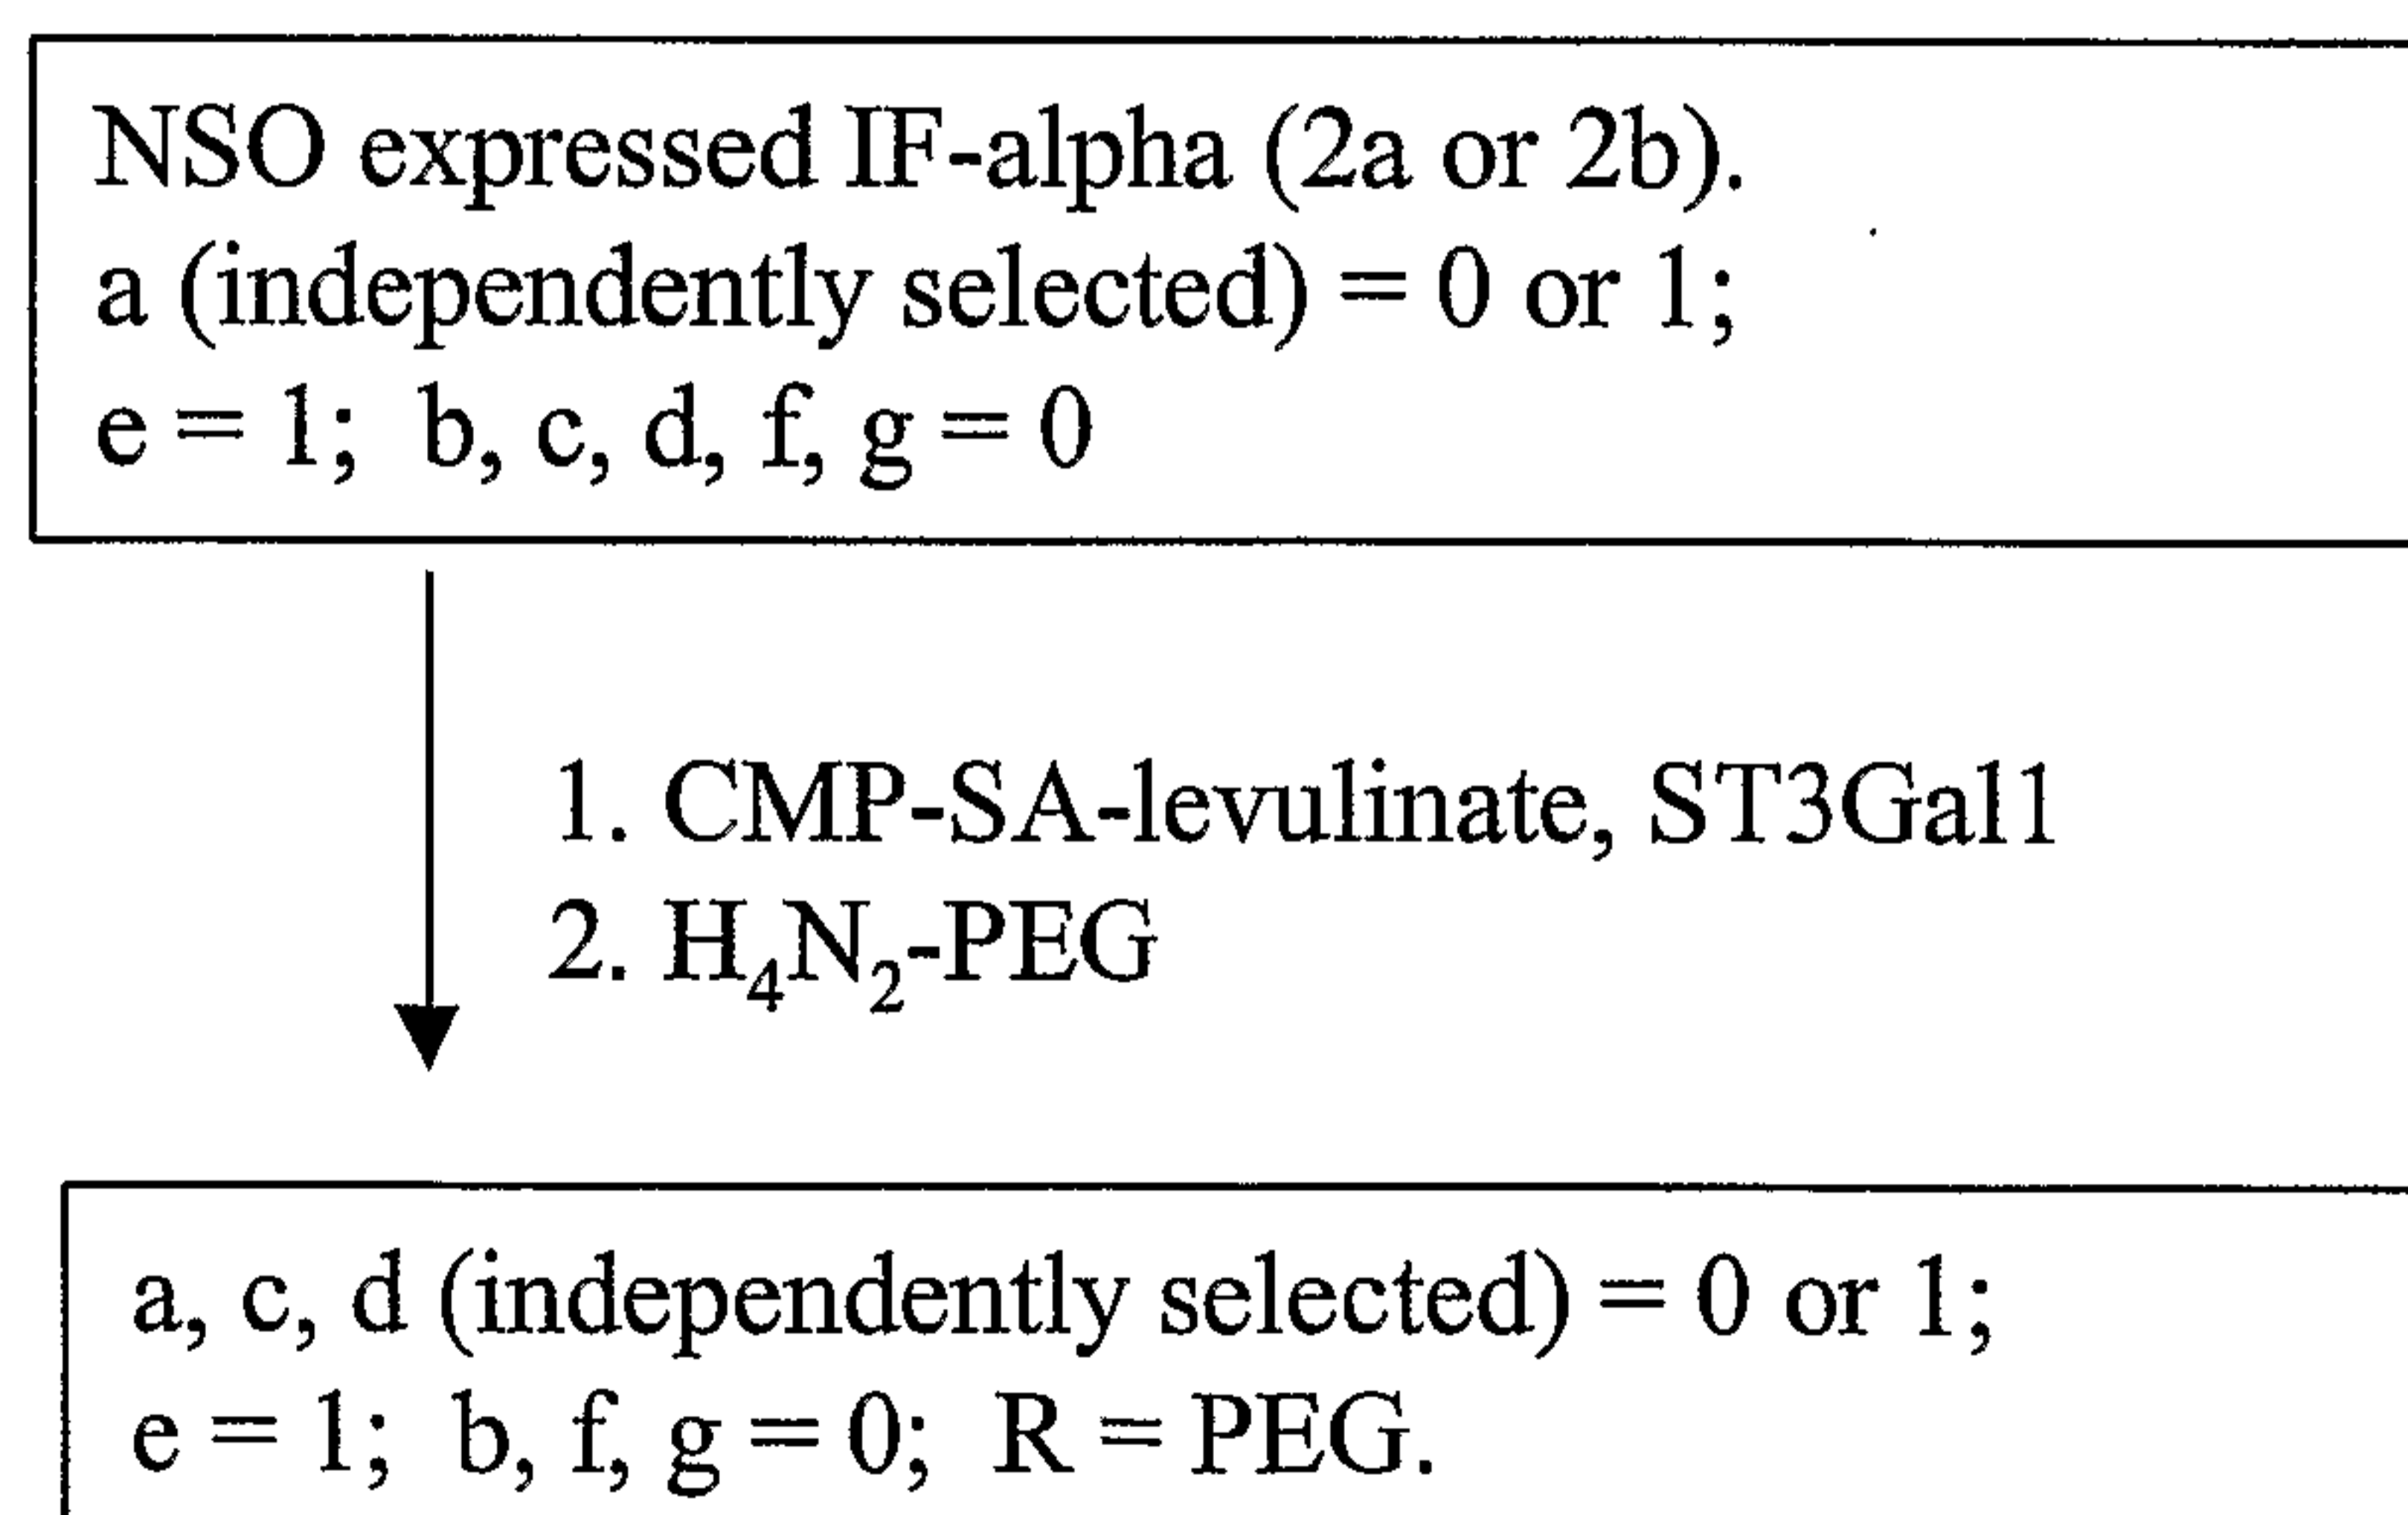 NSO expressed IF-alpha (2a or 2b).
a (independently selected) = 0 or 1;
e = 1; b, c, d, f, g = 0
1. CMP-SA-levulinate, ST3Gal1
2. H₄N₂-PEG
a, c, d (independently selected) = 0 or 1;
e = 1; b, f, g = 0; R = PEG.